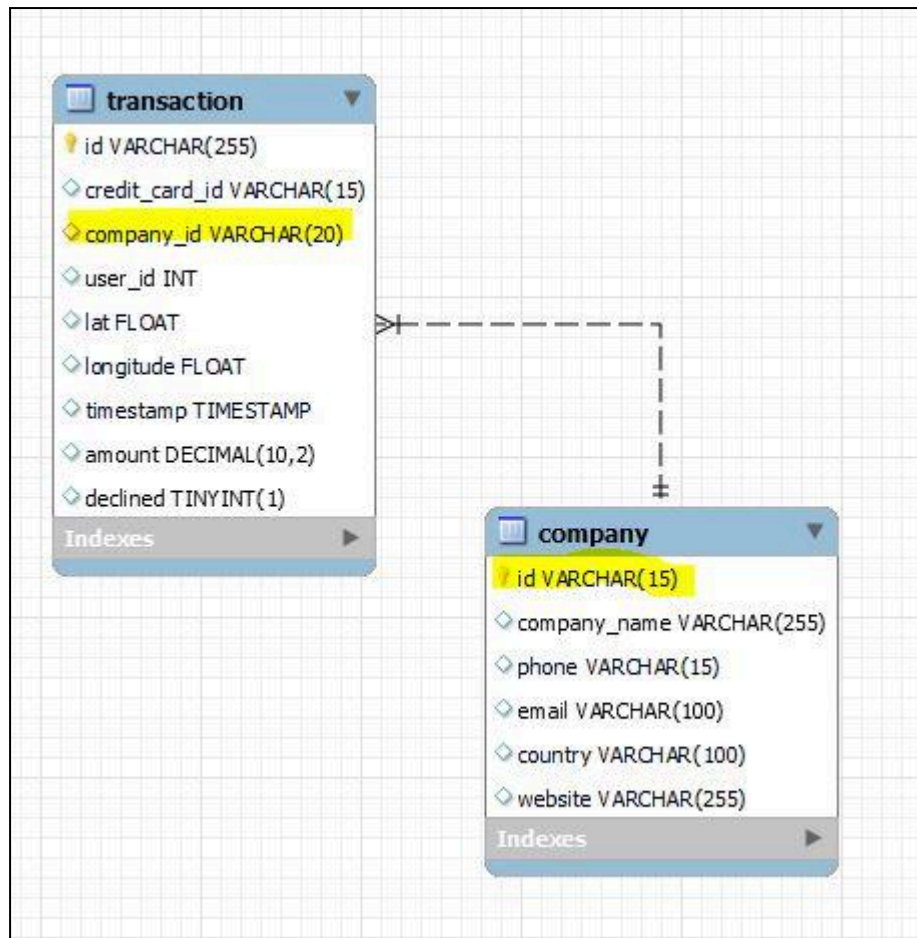 transaction
id VARCHAR(255)
credit_card_id VARCHAR(15)
company_id VARCHAR(20)
user_id INT
lat FLOAT
longitude FLOAT
timestamp TIMESTAMP
amount DECIMAL(10,2)
declined TINYINT(1)
Indexes
company
id VARCHAR(15)
company_name VARCHAR(255)
phone VARCHAR(15)
email VARCHAR(100)
country VARCHAR(100)
website VARCHAR(255)
Indexes